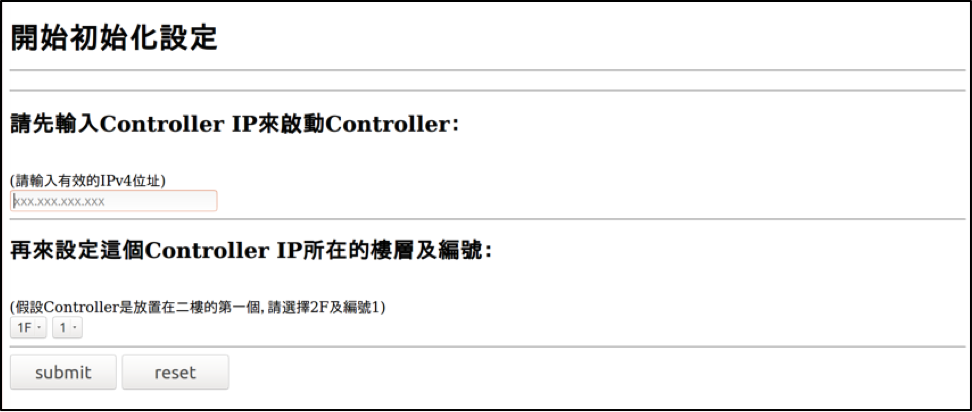 開始初始化設定
請先輸入Controller IP來啟動Controller:
(請輸入有效的IPv4位址)
xxx.xxx.xxx.xxx
再來設定這個Controller IP所在的樓層及編號:
(假設Controller是放置在二樓的第一個,請選擇2F及編號1)
1F 1
submit reset